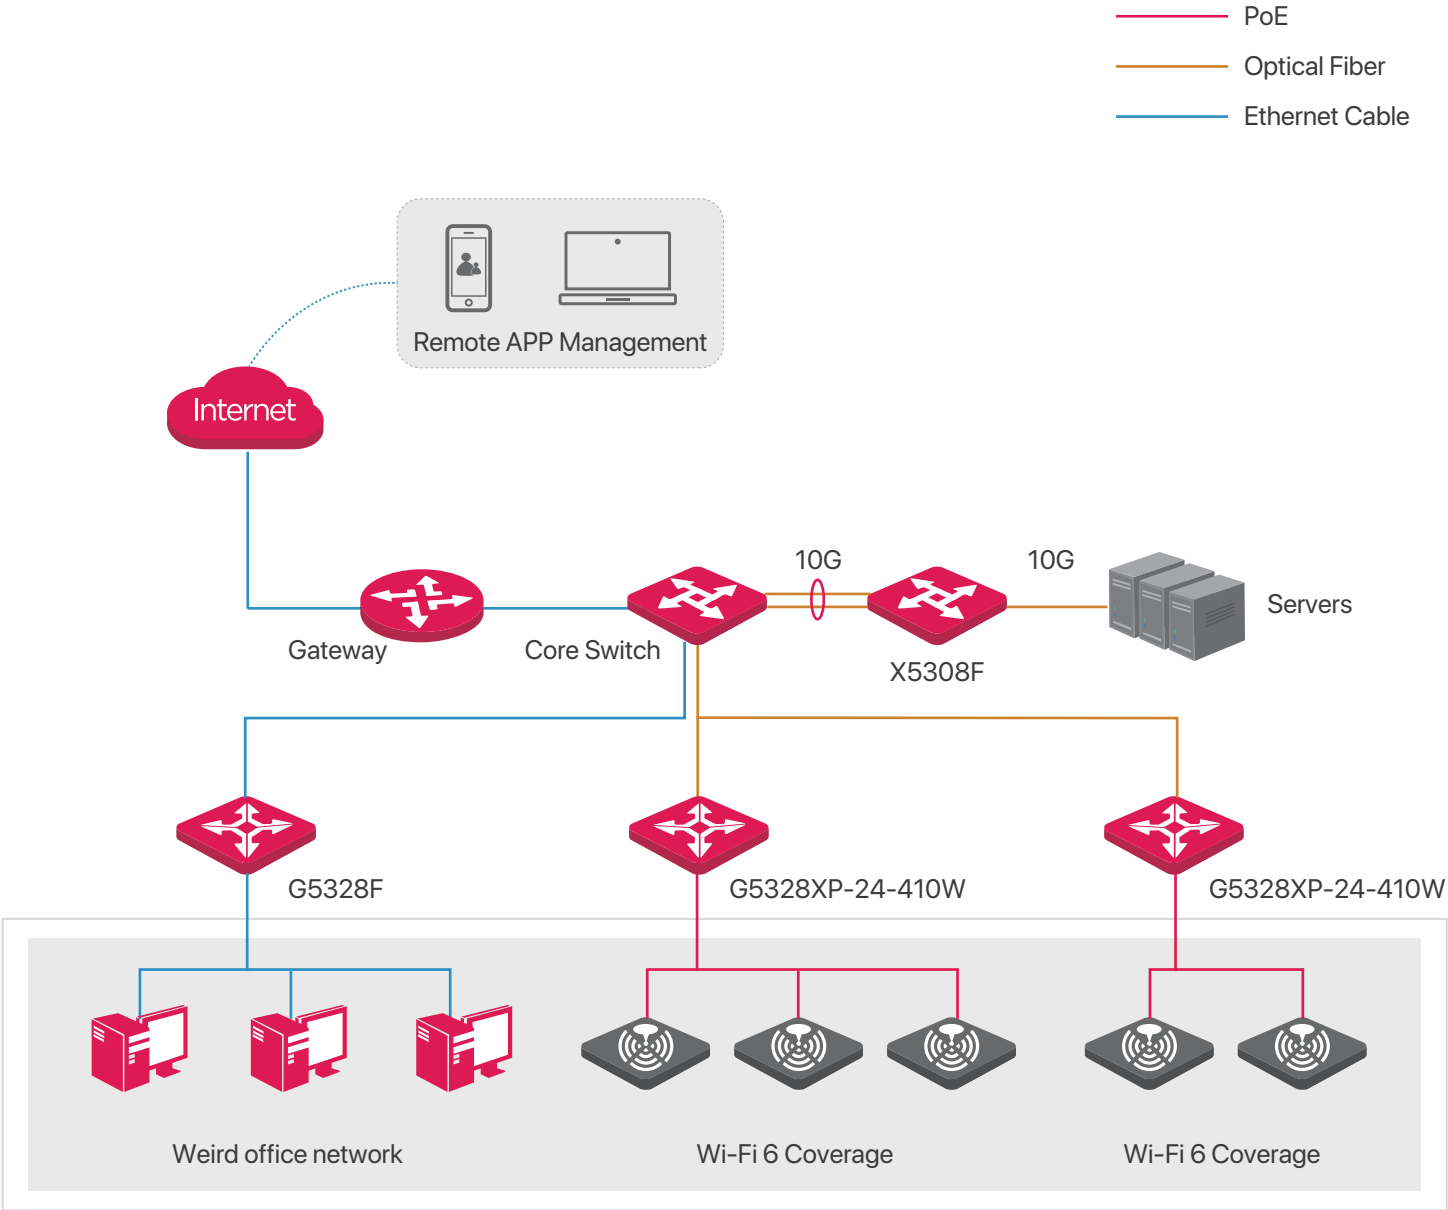 PoE
Optical Fiber
Ethernet Cable
Remote APP Management
Internet
10G
10G
Servers
Gateway
Core Switch
X5308F
G5328F
G5328XP-24-410W
G5328XP-24-410W
Weird office network
Wi-Fi 6 Coverage
Wi-Fi 6 Coverage